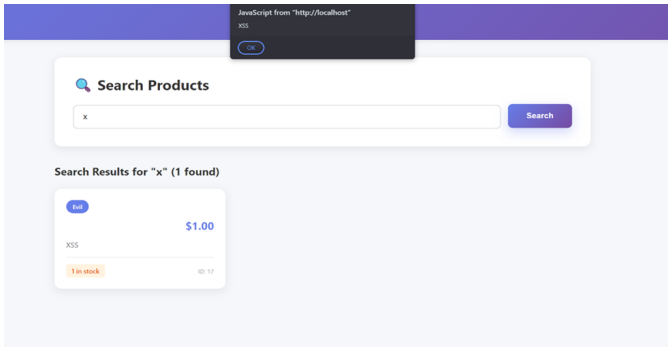 JavaScript from "http://localhost"
XSS
OK
Search Products
x
Search
Search Results for "x" (1 found)
Evil
$1.00
XSS
1 in stock
ID: 17